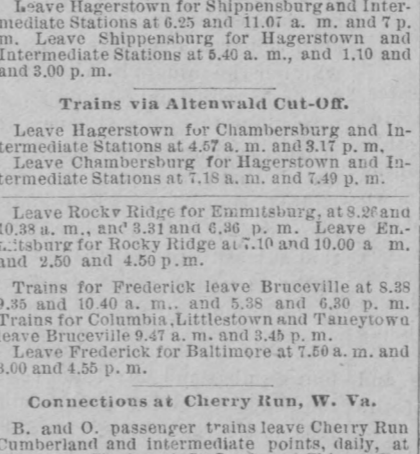 Leave Hagerstown for Shippensburg and Inter-
mediate Stations at 6.25 and 11.07 a. m. and 7 p.
m. Leave Shippensburg for Hagerstown and
Intermediate Stations at 5.40 a. m., and 1.10 and
and 3.00 p. m.
Trains via Altenwald Cut-Off.
Leave Hagerstown for Chambersburg and In-
termediate Stations at 4.57 a. m. and 3.17 p. m.
Leave Chambersburg for Hagerstown and In-
termediate Stations at 7.18 a. m. and 7.49 p. m.
Leave Rocky Ridge for Emmitsburg, at 8.26 and
10.38 a. m., and 3.31 and 6.36 p. m. Leave Em-
mitsburg for Rocky Ridge at 7.10 and 10.00 a m.
and 2.50 and 4.50 p.m.
Trains for Frederick leave Bruceville at 8.38
9.35 and 10.40 a. m., and 5.38 and 6.30 p. m.
Trains for Columbia, Littlestown and Taneytown
leave Bruceville 9.47 a. m. and 3.45 p. m.
Leave Frederick for Baltimore at 7.50 a. m. and
3.00 and 4.55 p. m.
Connections at Cherry Run, W. Va.
B. and O. passenger trains leave Cherry Run
Cumberland and intermediate points, daily, at